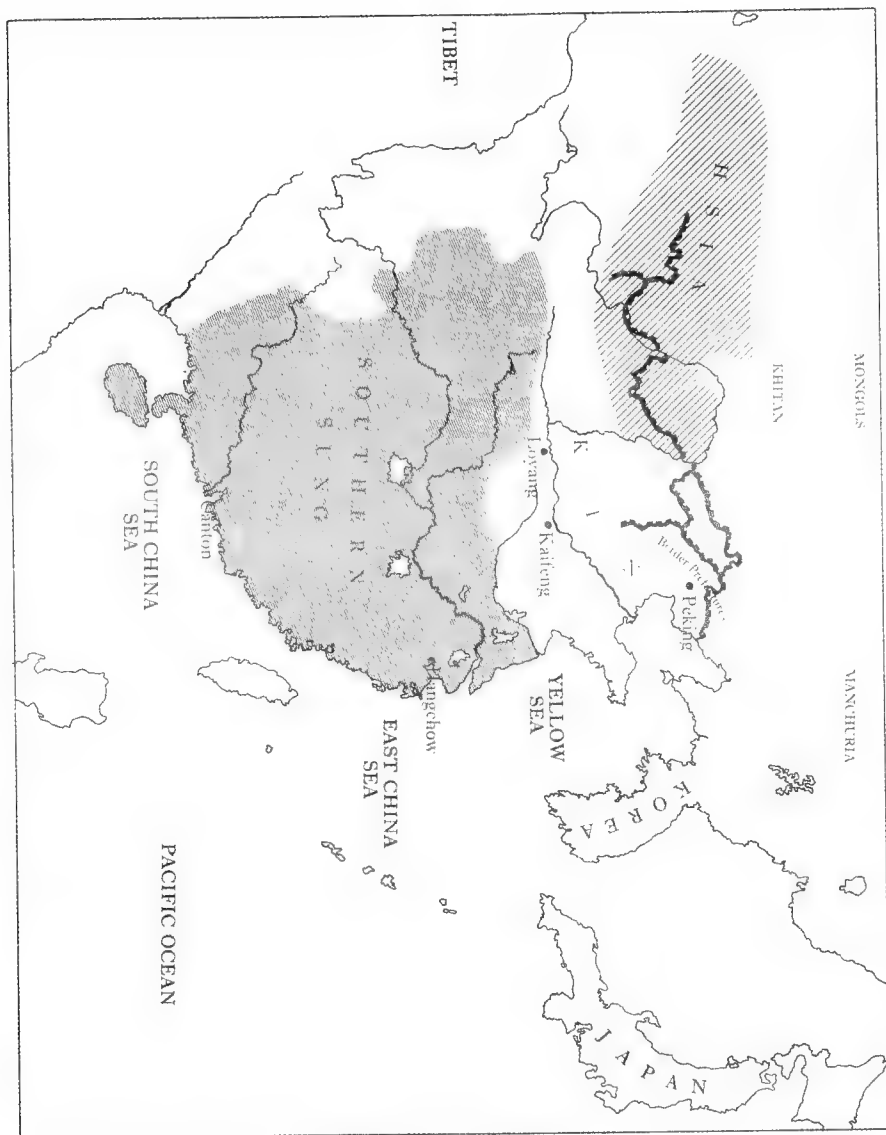 MONGOLS
MANCHURIA
KHITAN
HSIA
Border Prefectures
Peking
K I
KOREA
JAPAN
Loyang
Kaifeng
YELLOW
SEA
TIBET
SOUTHERN
SUNG
Hangchow
EAST CHINA
SEA
Canton
SOUTH CHINA
SEA
PACIFIC OCEAN